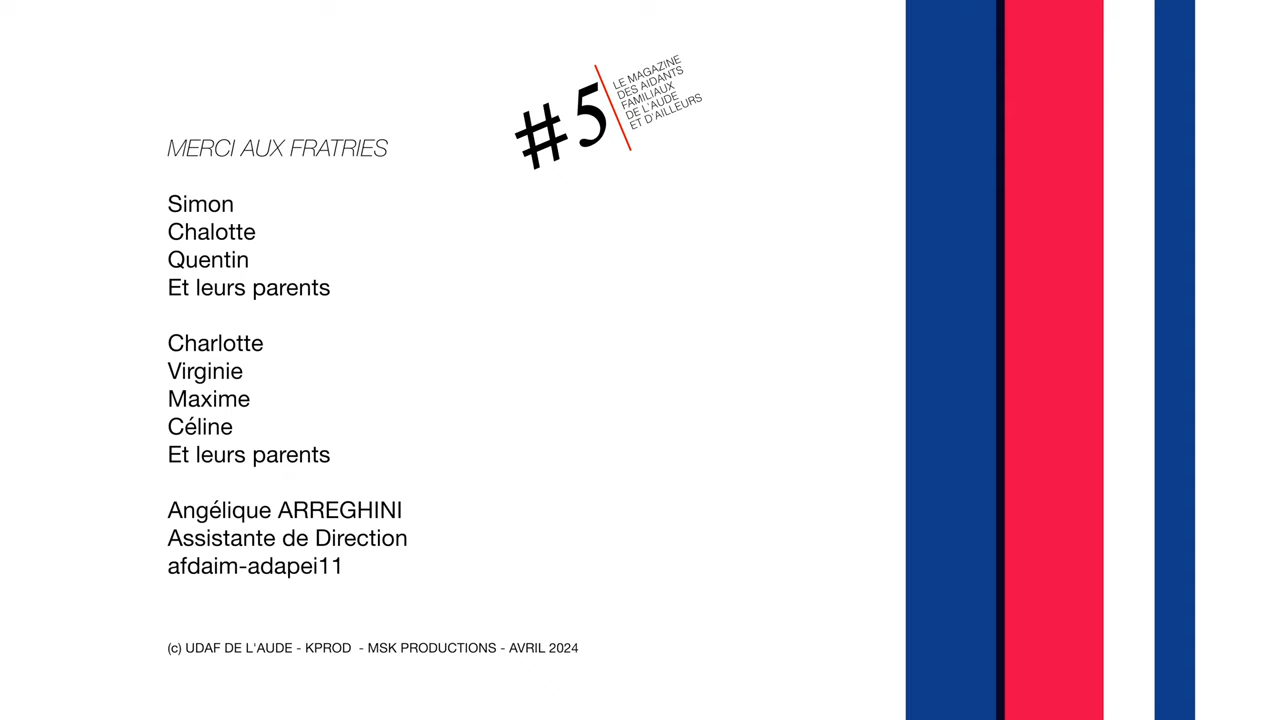 #5
LE MAGAZINE
DES AIDANTS
FAMILIAUX
DE L'AUDE
ET D'AILLEURS
MERCI AUX FRATRIES
Simon
Chalotte
Quentin
Et leurs parents
Charlotte
Virginie
Maxime
Céline
Et leurs parents
Angélique ARREGHINI
Assistante de Direction
afdaim-adapei11
(c) UDAF DE L'AUDE - KPROD - MSK PRODUCTIONS - AVRIL 2024